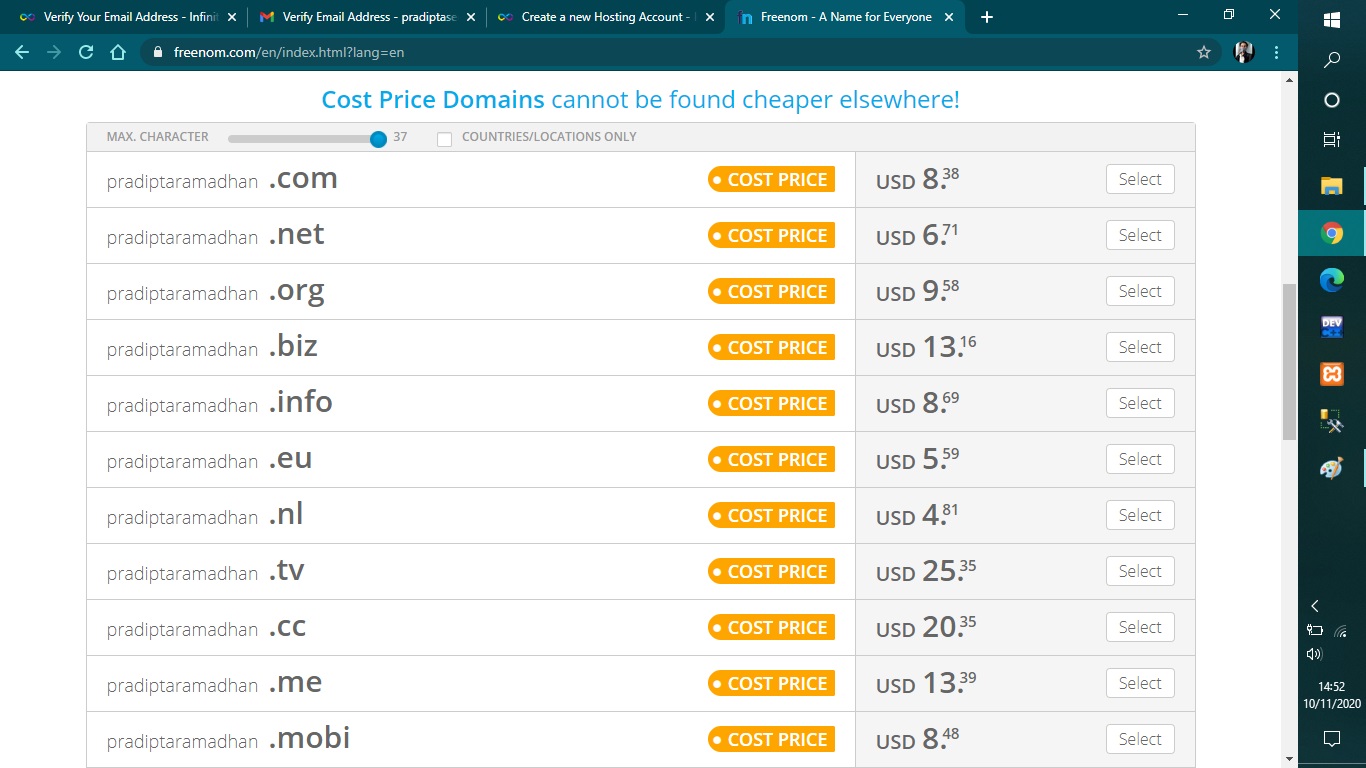 Verify Your Email Address - Infinit
Verify Email Address - pradiptase
Create a new Hosting Account -
Freenom - A Name for Everyone
freenom.com/en/index.html?lang=en
Cost Price Domains cannot be found cheaper elsewhere!
MAX. CHARACTER 37 COUNTRIES/LOCATIONS ONLY
pradiptaramadhan .com COST PRICE USD 8.38 Select
pradiptaramadhan .net COST PRICE USD 6.71 Select
pradiptaramadhan .org COST PRICE USD 9.58 Select
pradiptaramadhan .biz COST PRICE USD 13.16 Select
pradiptaramadhan .info COST PRICE USD 8.69 Select
pradiptaramadhan .eu COST PRICE USD 5.59 Select
pradiptaramadhan .nl COST PRICE USD 4.81 Select
pradiptaramadhan .tv COST PRICE USD 25.35 Select
pradiptaramadhan .cc COST PRICE USD 20.35 Select
pradiptaramadhan .me COST PRICE USD 13.39 Select
pradiptaramadhan .mobi COST PRICE USD 8.48 Select
DEV
14:52
10/11/2020